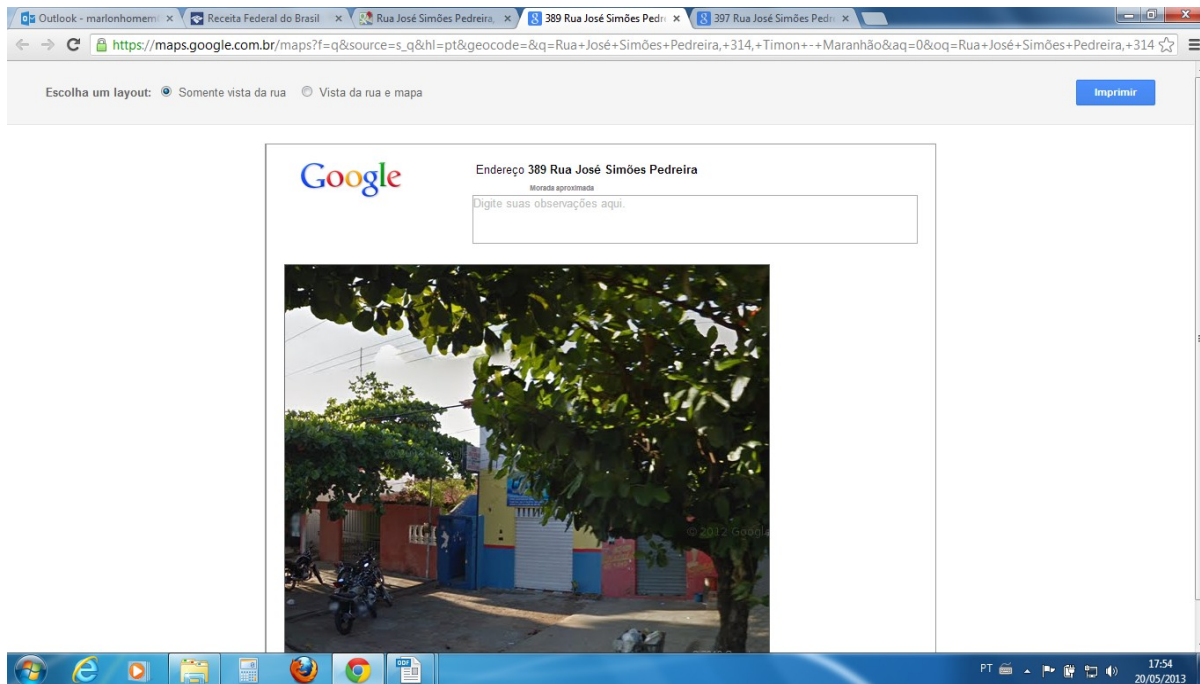 Outlook - marlonhomem
Receita Federal do Brasil
Rua José Simões Pedreira,
389 Rua José Simões Pedr
397 Rua José Simões Pedr
https://maps.google.com.br/maps?f=q&source=s_q&hl=pt&geocode=&q=Rua+José+Simões+Pedreira,+314,+Timon+-+Maranhão&aq=0&oq=Rua+José+Simões+Pedreira,+314
Escolha um layout: Somente vista da rua Vista da rua e mapa
Imprimir
Google
Endereço 389 Rua José Simões Pedreira
Morada aproximada
Digite suas observações aqui.
© 2012 Google
ODF
PT
17:54
20/05/2013